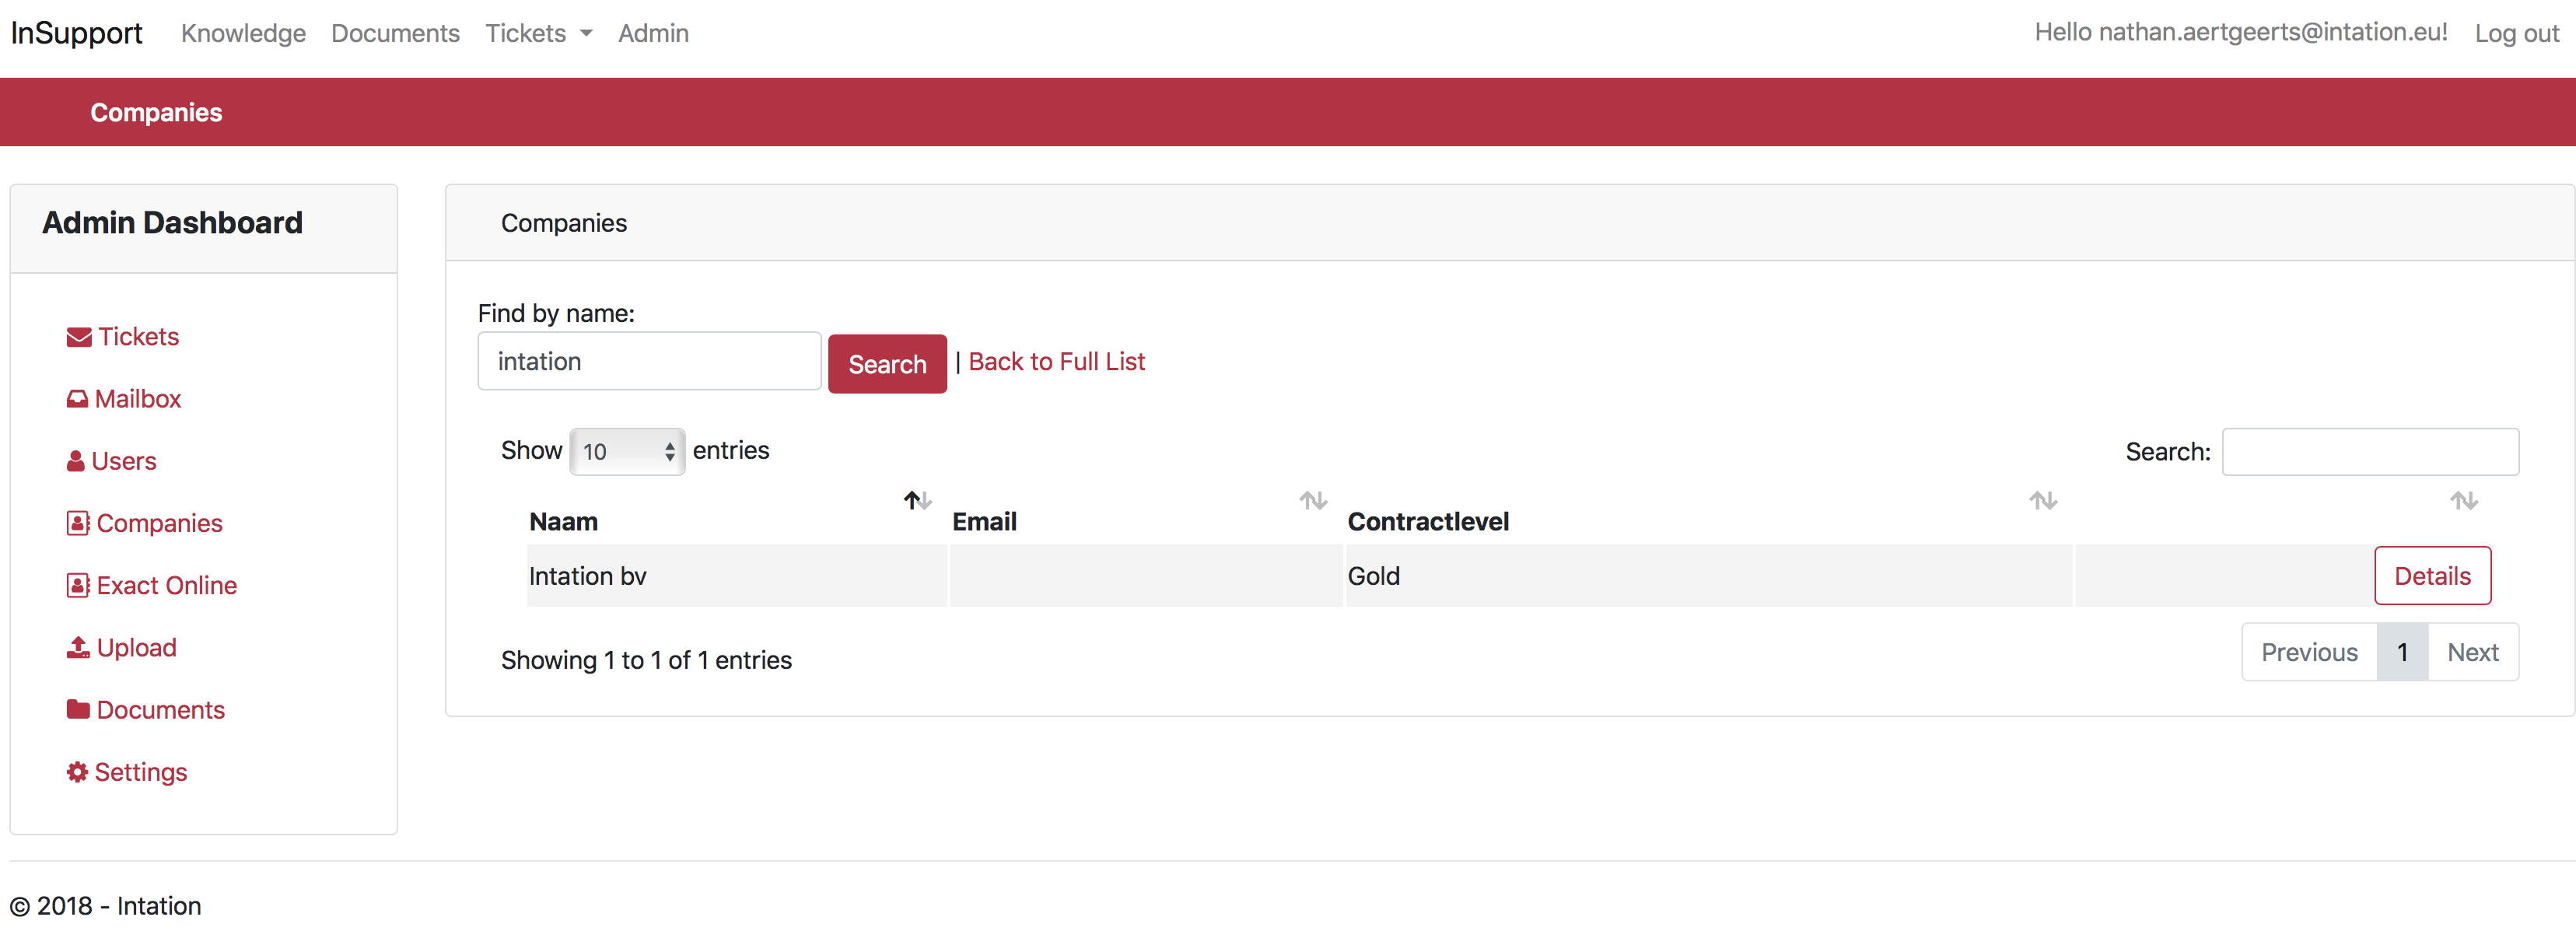 InSupport Knowledge Documents Tickets Admin Hello nathan.aertgeerts@intation.eu! Log out
Companies
Admin Dashboard
Tickets
Mailbox
Users
Companies
Exact Online
Upload
Documents
Settings
Companies
Find by name:
intation Search | Back to Full List
Show 10 entries Search:
Naam Email Contractlevel
Intation bv Gold Details
Showing 1 to 1 of 1 entries Previous 1 Next
© 2018 - Intation